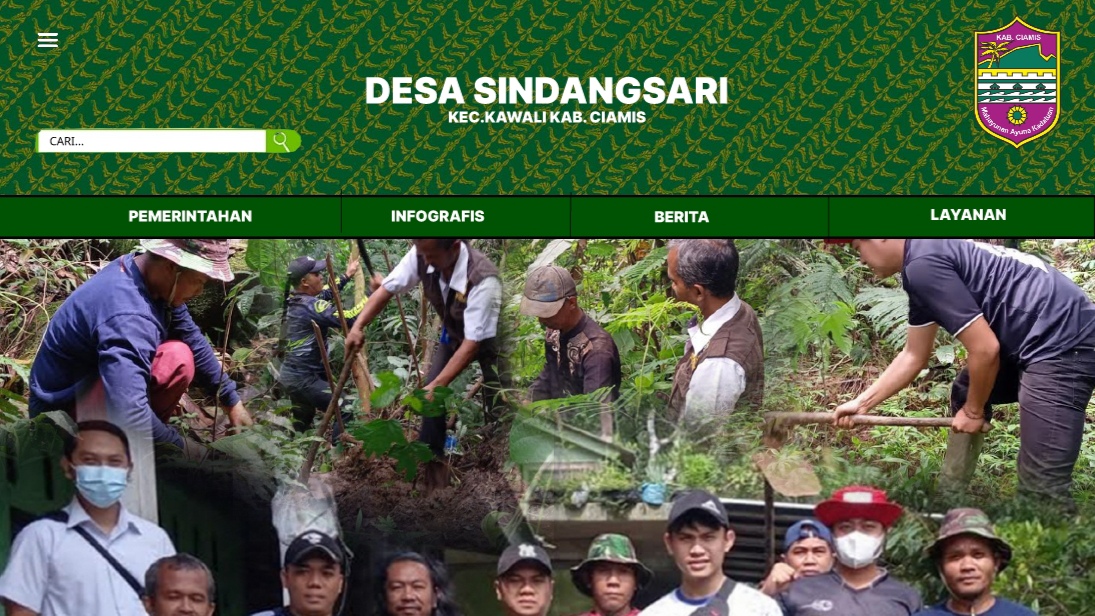 KAB. CIAMIS
DESA SINDANGSARI
KEC.KAWALI KAB. CIAMIS
Mahayunan Ayuna Kadatuan
CARI...
PEMERINTAHAN
INFOGRAFIS
BERITA
LAYANAN